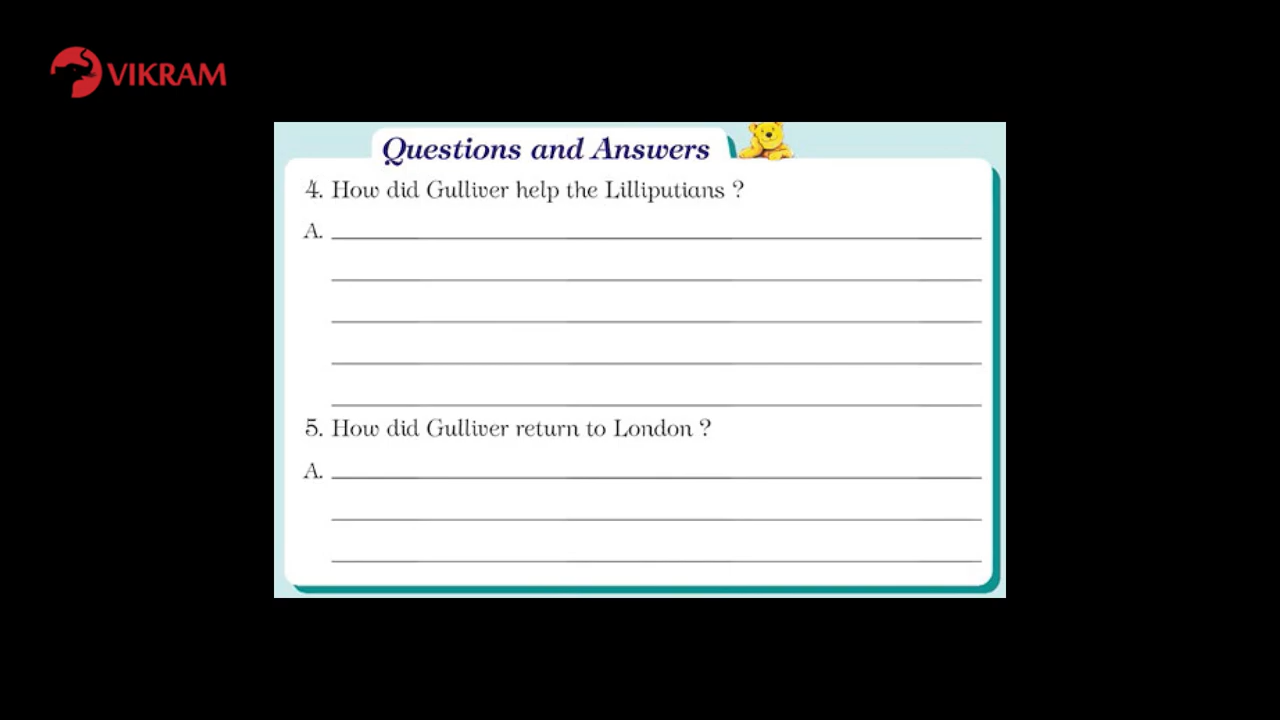 VIKRAM
Questions and Answers
4. How did Gulliver help the Lilliputians ?
A.
5. How did Gulliver return to London ?
A.